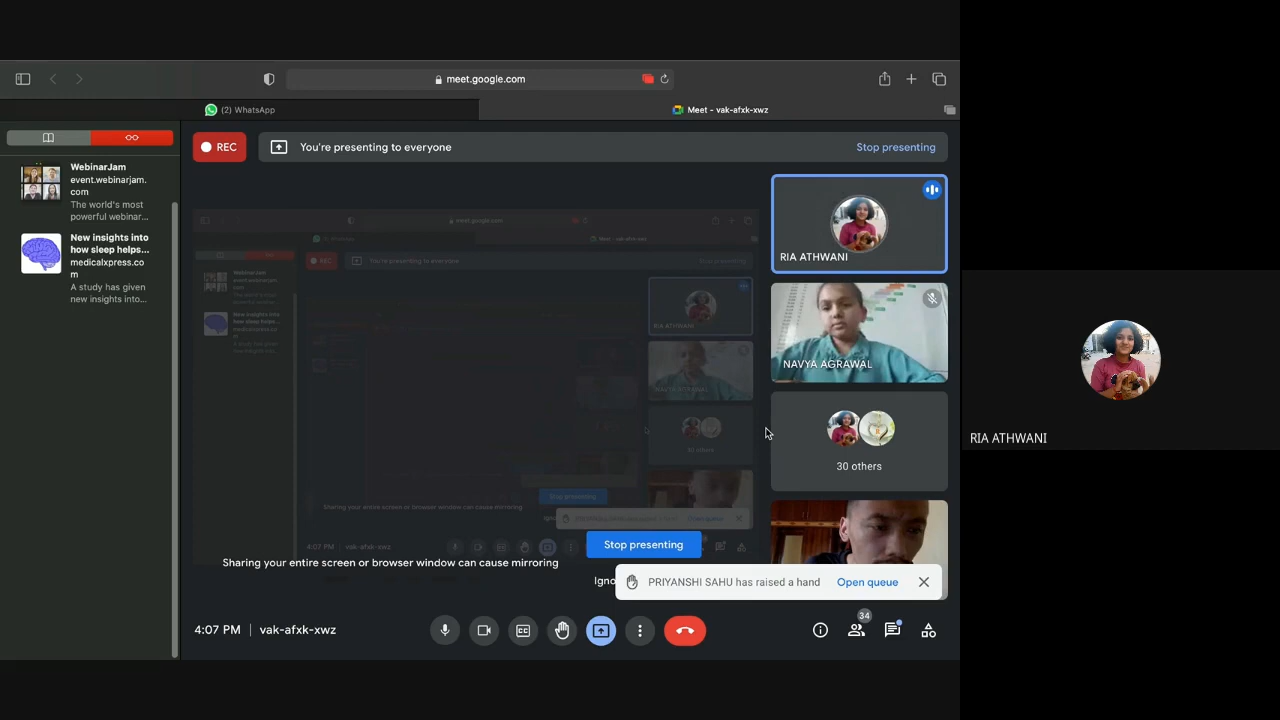 meet.google.com
(2) WhatsApp
Meet - vak-afxk-xwz
WebinarJam
event.webinarjam.
com
The world's most
powerful webinar...
New insights into
how sleep helps...
medicalxpress.co
m
A study has given
new insights into...
REC
You're presenting to everyone
Stop presenting
RIA ATHWANI
NAVYA AGRAWAL
30 others
Sharing your entire screen or browser window can cause mirroring
Stop presenting
PRIYANSHI SAHU has raised a hand
Open queue
4:07 PM | vak-afxk-xwz
34
RIA ATHWANI